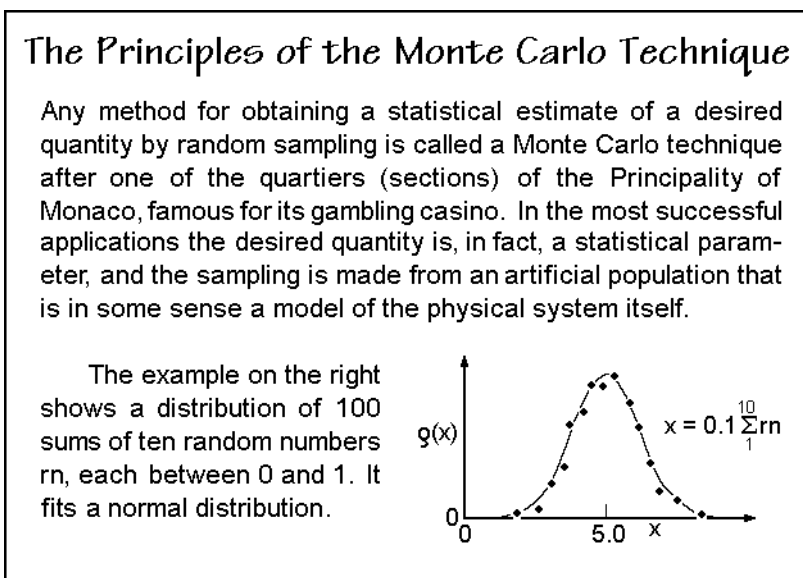 The Principles of the Monte Carlo Technique
Any method for obtaining a statistical estimate of a desired
quantity by random sampling is called a Monte Carlo technique
after one of the quartiers (sections) of the Principality of
Monaco, famous for its gambling casino. In the most successful
applications the desired quantity is, in fact, a statistical param-
eter, and the sampling is made from an artificial population that
is in some sense a model of the physical system itself.
The example on the right
shows a distribution of 100
sums of ten random numbers
rn, each between 0 and 1. It
fits a normal distribution.
ϱ(x)
x = 0.1 10 Σ 1 rn
0
0 5.0 x